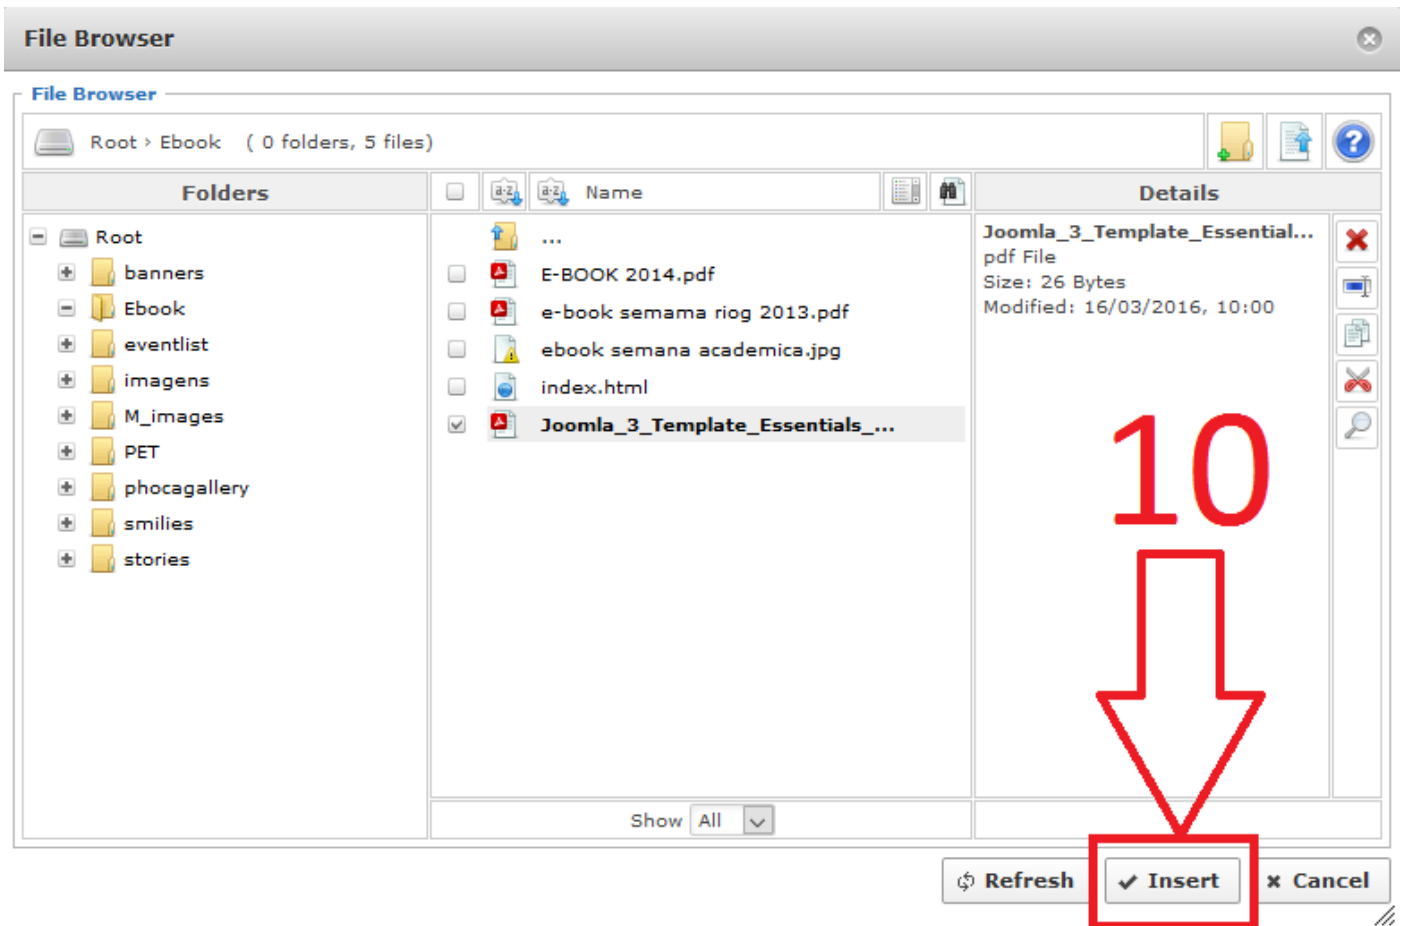 File Browser
File Browser
Root › Ebook ( 0 folders, 5 files)
Folders
Name
Details
Root
banners
Ebook
eventlist
imagens
M_images
PET
phocagallery
smilies
stories
...
E-BOOK 2014.pdf
e-book semama riog 2013.pdf
ebook semana academica.jpg
index.html
Joomla_3_Template_Essentials_...
Show All
Joomla_3_Template_Essential...
pdf File
Size: 26 Bytes
Modified: 16/03/2016, 10:00
10
Refresh
Insert
Cancel